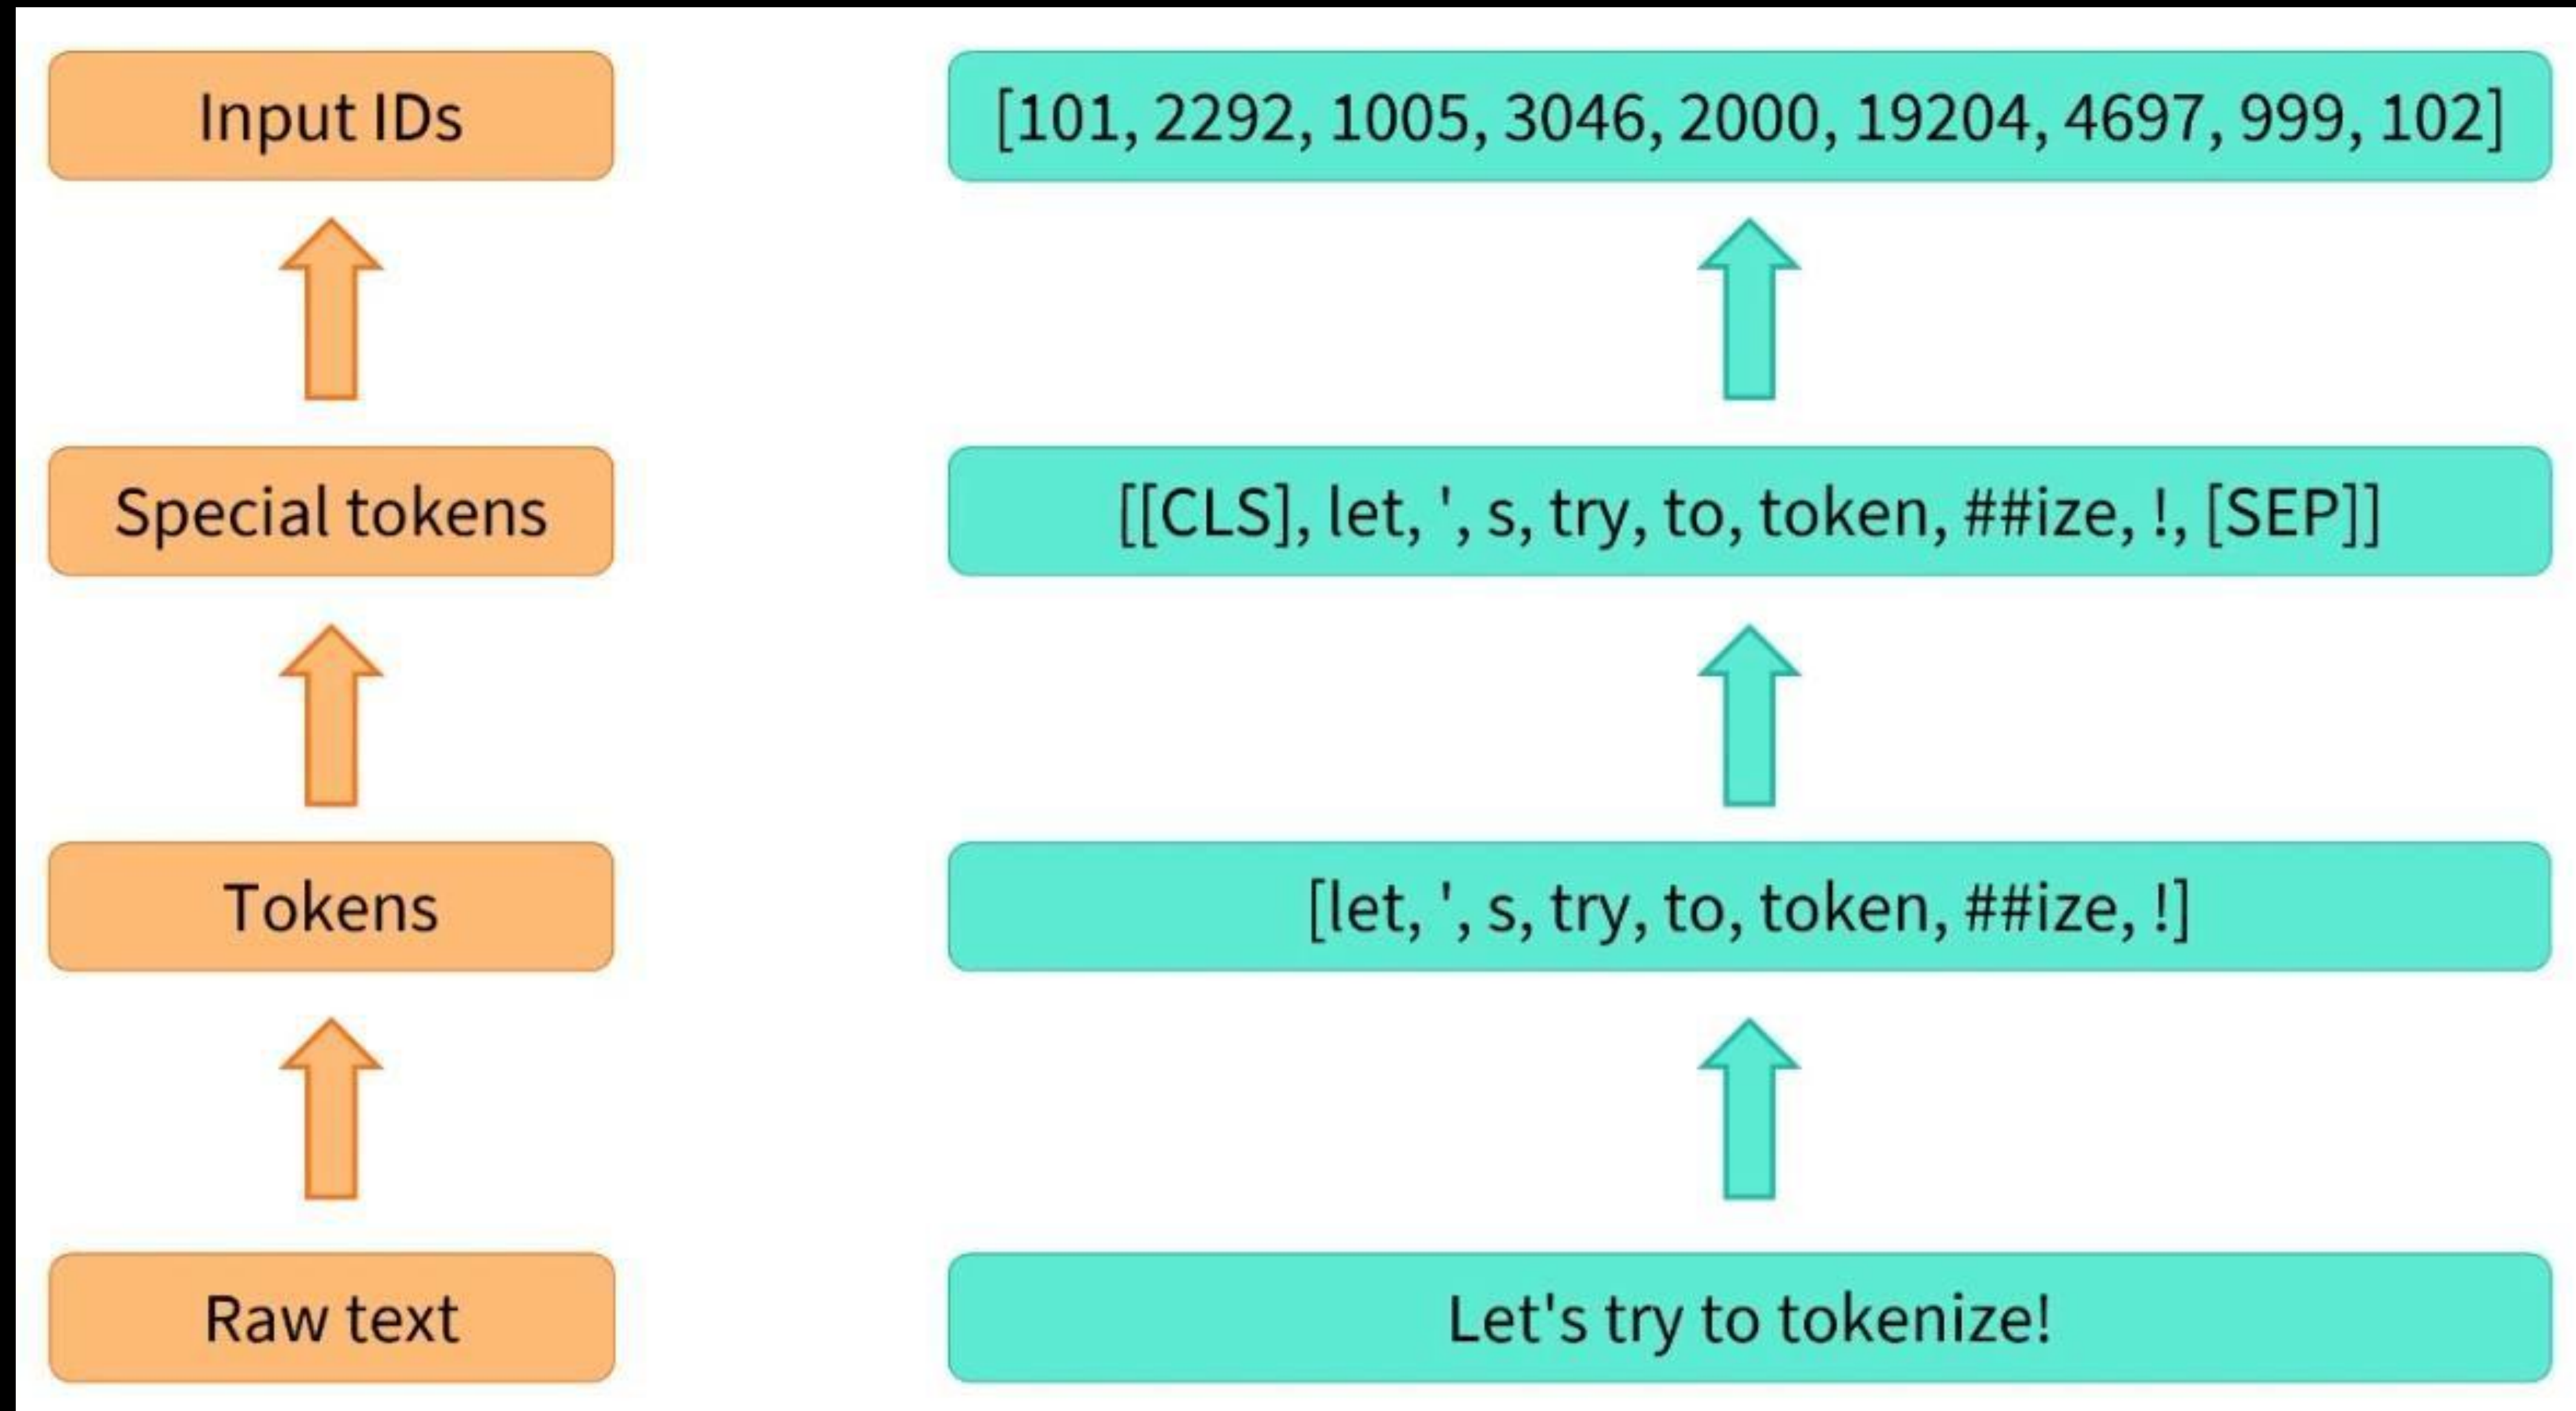 Input IDs
[101, 2292, 1005, 3046, 2000, 19204, 4697, 999, 102]
Special tokens
[[CLS], let, ', s, try, to, token, ##ize, !, [SEP]]
Tokens
[let, ', s, try, to, token, ##ize, !]
Raw text
Let's try to tokenize!